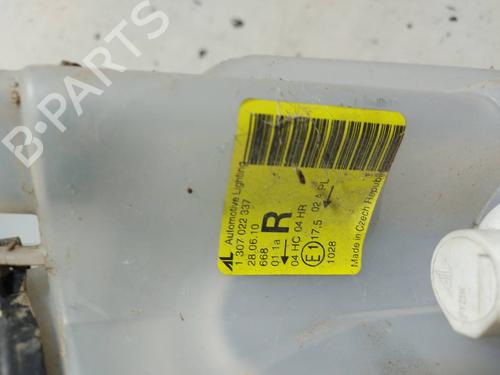 B-PARTS
AL Automotive Lighting
1 307 022 337
28.06.10
668
01 1a
R
04 HC 04 HR
E1 17.5 02 A PL
1028
Made in Czech Republic